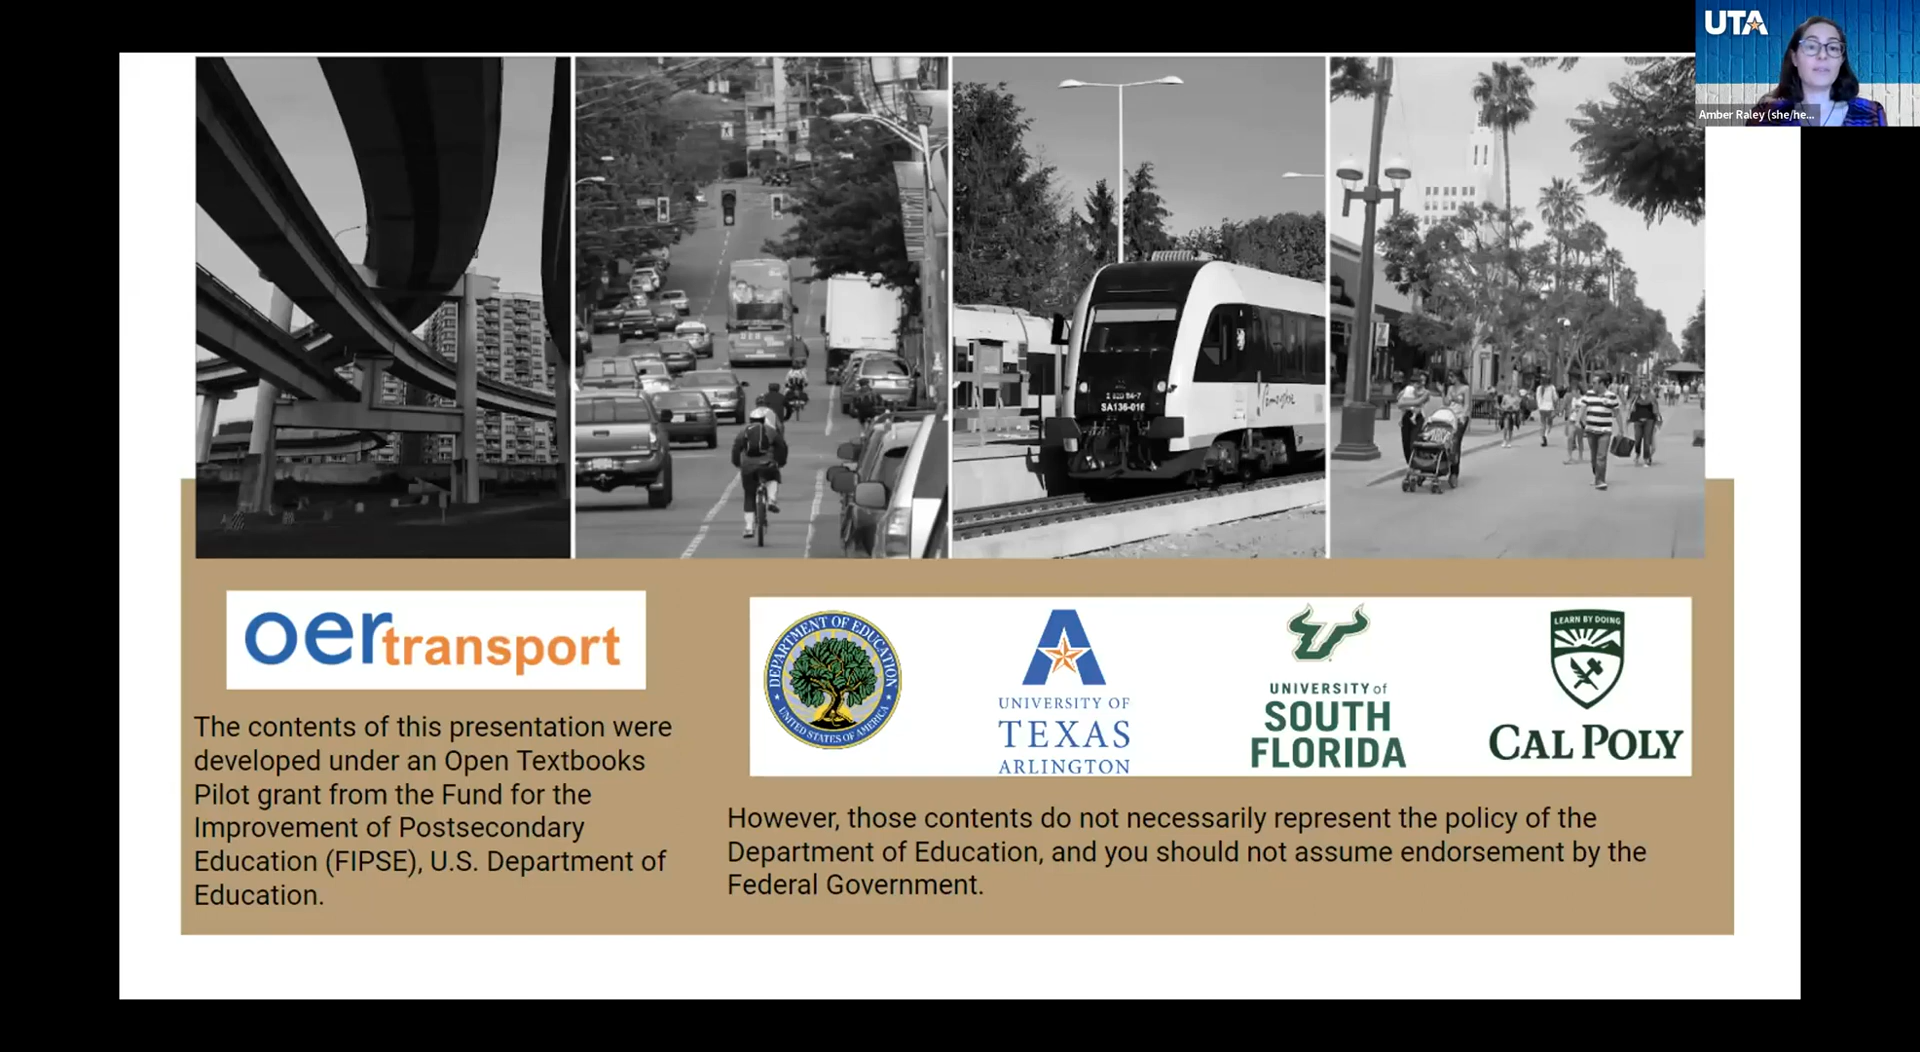 UTA
Amber Raley (she/he...
SA136-016
oertransport
The contents of this presentation were
developed under an Open Textbooks
Pilot grant from the Fund for the
Improvement of Postsecondary
Education (FIPSE), U.S. Department of
Education.
DEPARTMENT OF EDUCATION
UNITED STATES OF AMERICA
UNIVERSITY OF
TEXAS
ARLINGTON
UNIVERSITY of
SOUTH
FLORIDA
LEARN BY DOING
CAL POLY
However, those contents do not necessarily represent the policy of the
Department of Education, and you should not assume endorsement by the
Federal Government.